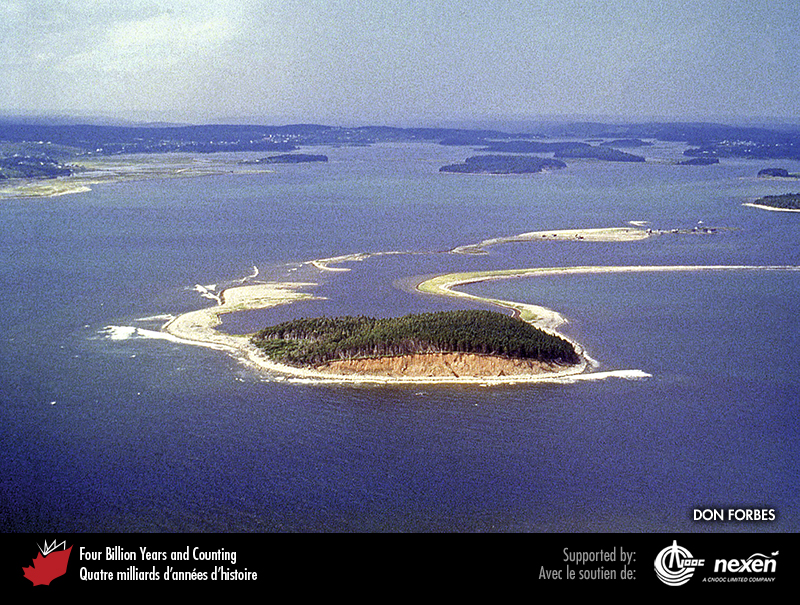 DON FORBES
Four Billion Years and Counting
Quatre milliards d'années d'histoire
Supported by:
Avec le soutien de:
CNOOC
nexen
A CNOOC LIMITED COMPANY